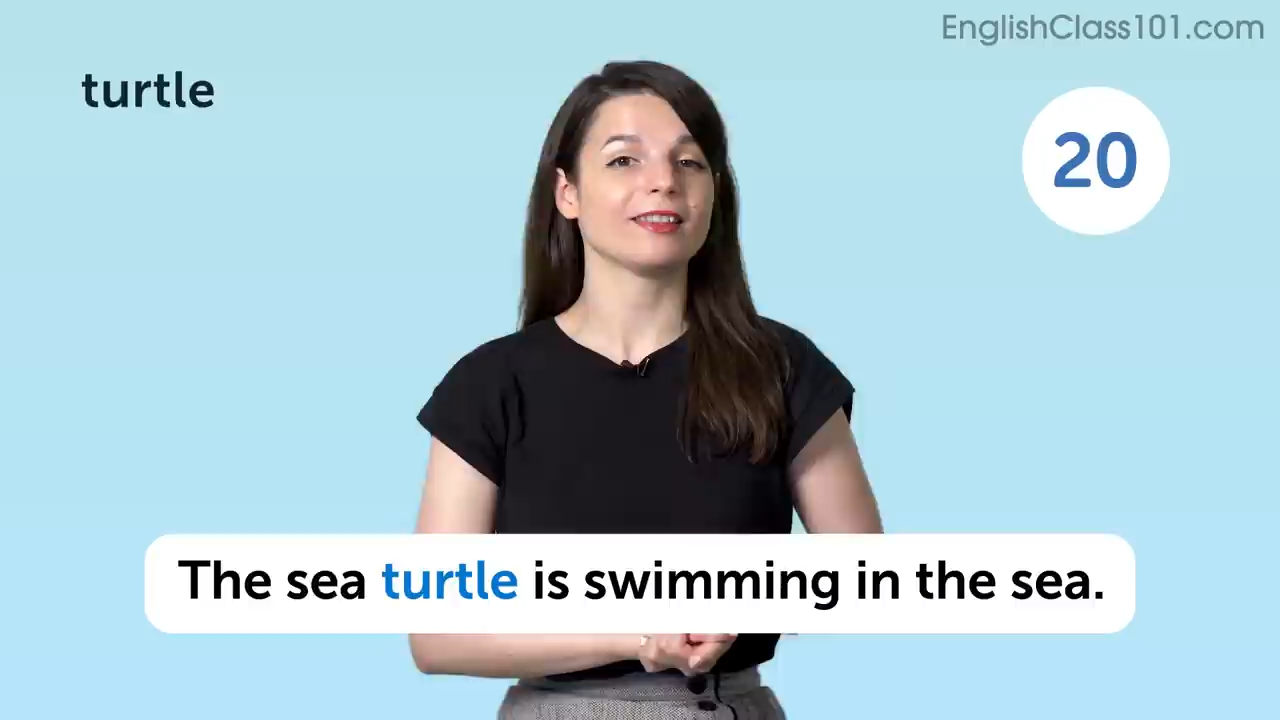 EnglishClass101.com
turtle
20
The sea turtle is swimming in the sea.